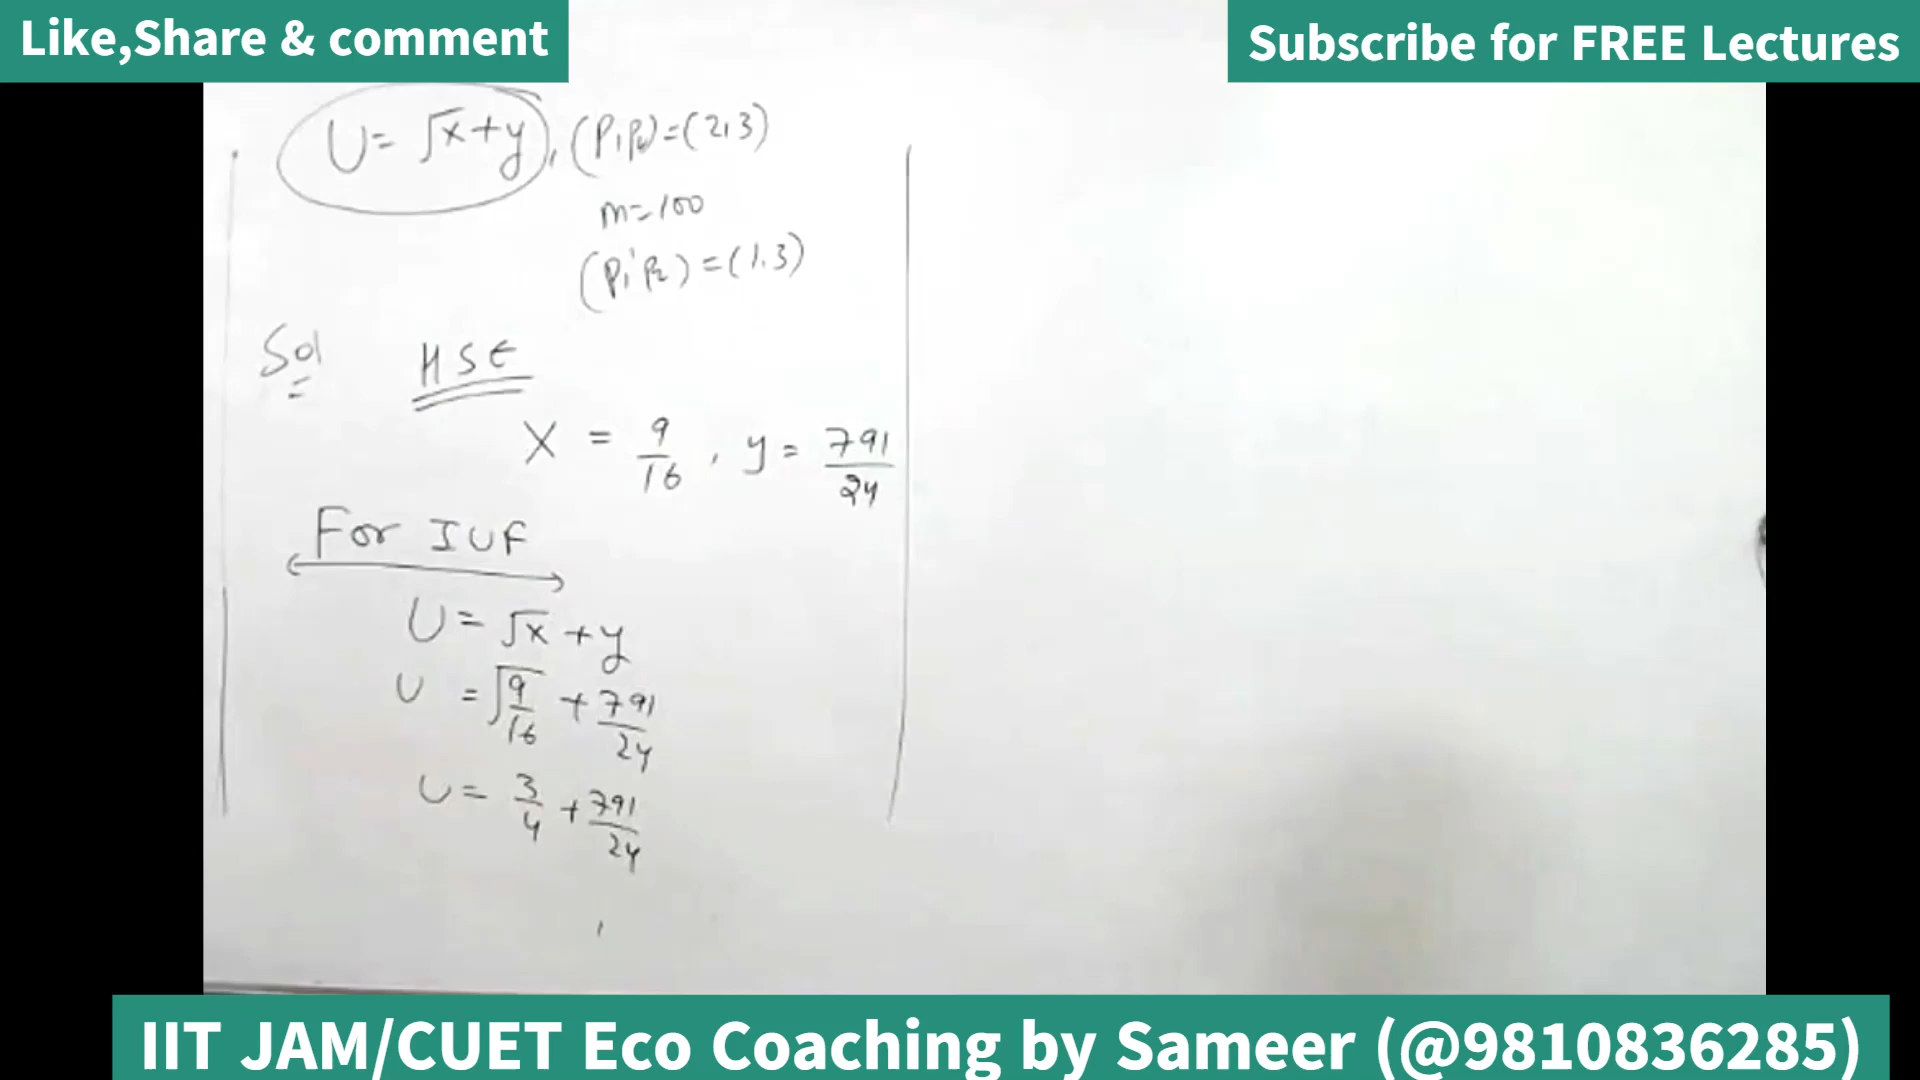 Like,Share & comment
Subscribe for FREE Lectures
U = √x + y, (P₁P₂) = (2,3)
m = 100
(P₁'P₂) = (1.3)
Sol
HSE
X = 9/16, y = 791/24
For IUF
U = √x + y
U = √9/16 + 791/24
U = 3/4 + 791/24
IIT JAM/CUET Eco Coaching by Sameer (@9810836285)